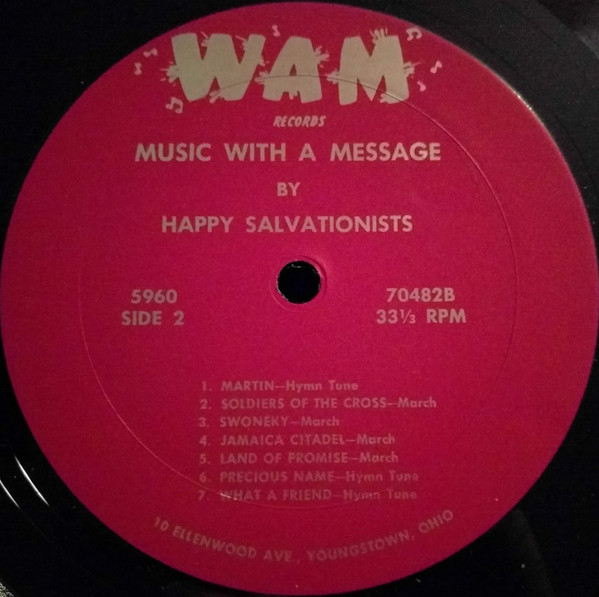 WAM
RECORDS
MUSIC WITH A MESSAGE
BY
HAPPY SALVATIONISTS
5960
SIDE 2
70482B
33⅓ RPM
1. MARTIN—Hymn Tune
2. SOLDIERS OF THE CROSS—March
3. SWONEKY—March
4. JAMAICA CITADEL—March
5. LAND OF PROMISE—March
6. PRECIOUS NAME—Hymn Tune
7. WHAT A FRIEND—Hymn Tune
10 ELLENWOOD AVE., YOUNGSTOWN, OHIO